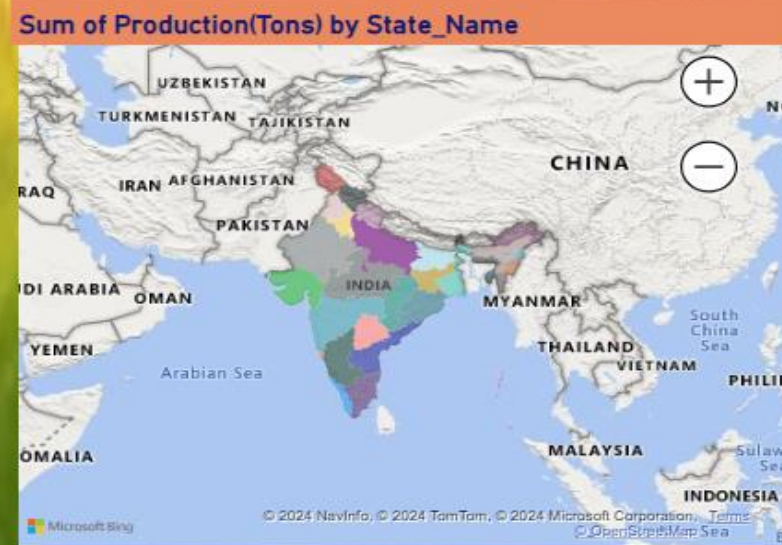 Sum of Production(Tons) by State_Name
UZBEKISTAN
TURKMENISTAN
TAJIKISTAN
CHINA
RAQ
IRAN
AFGHANISTAN
PAKISTAN
DI ARABIA
OMAN
INDIA
MYANMAR
South
China
Sea
YEMEN
Arabian Sea
THAILAND
VIETNAM
PHILI
OMALIA
MALAYSIA
Sulaw
Se
INDONESIA
Microsoft Bing
© 2024 NavInfo, © 2024 TomTom, © 2024 Microsoft Corporation, Terms
© OpenStreetMap Sea